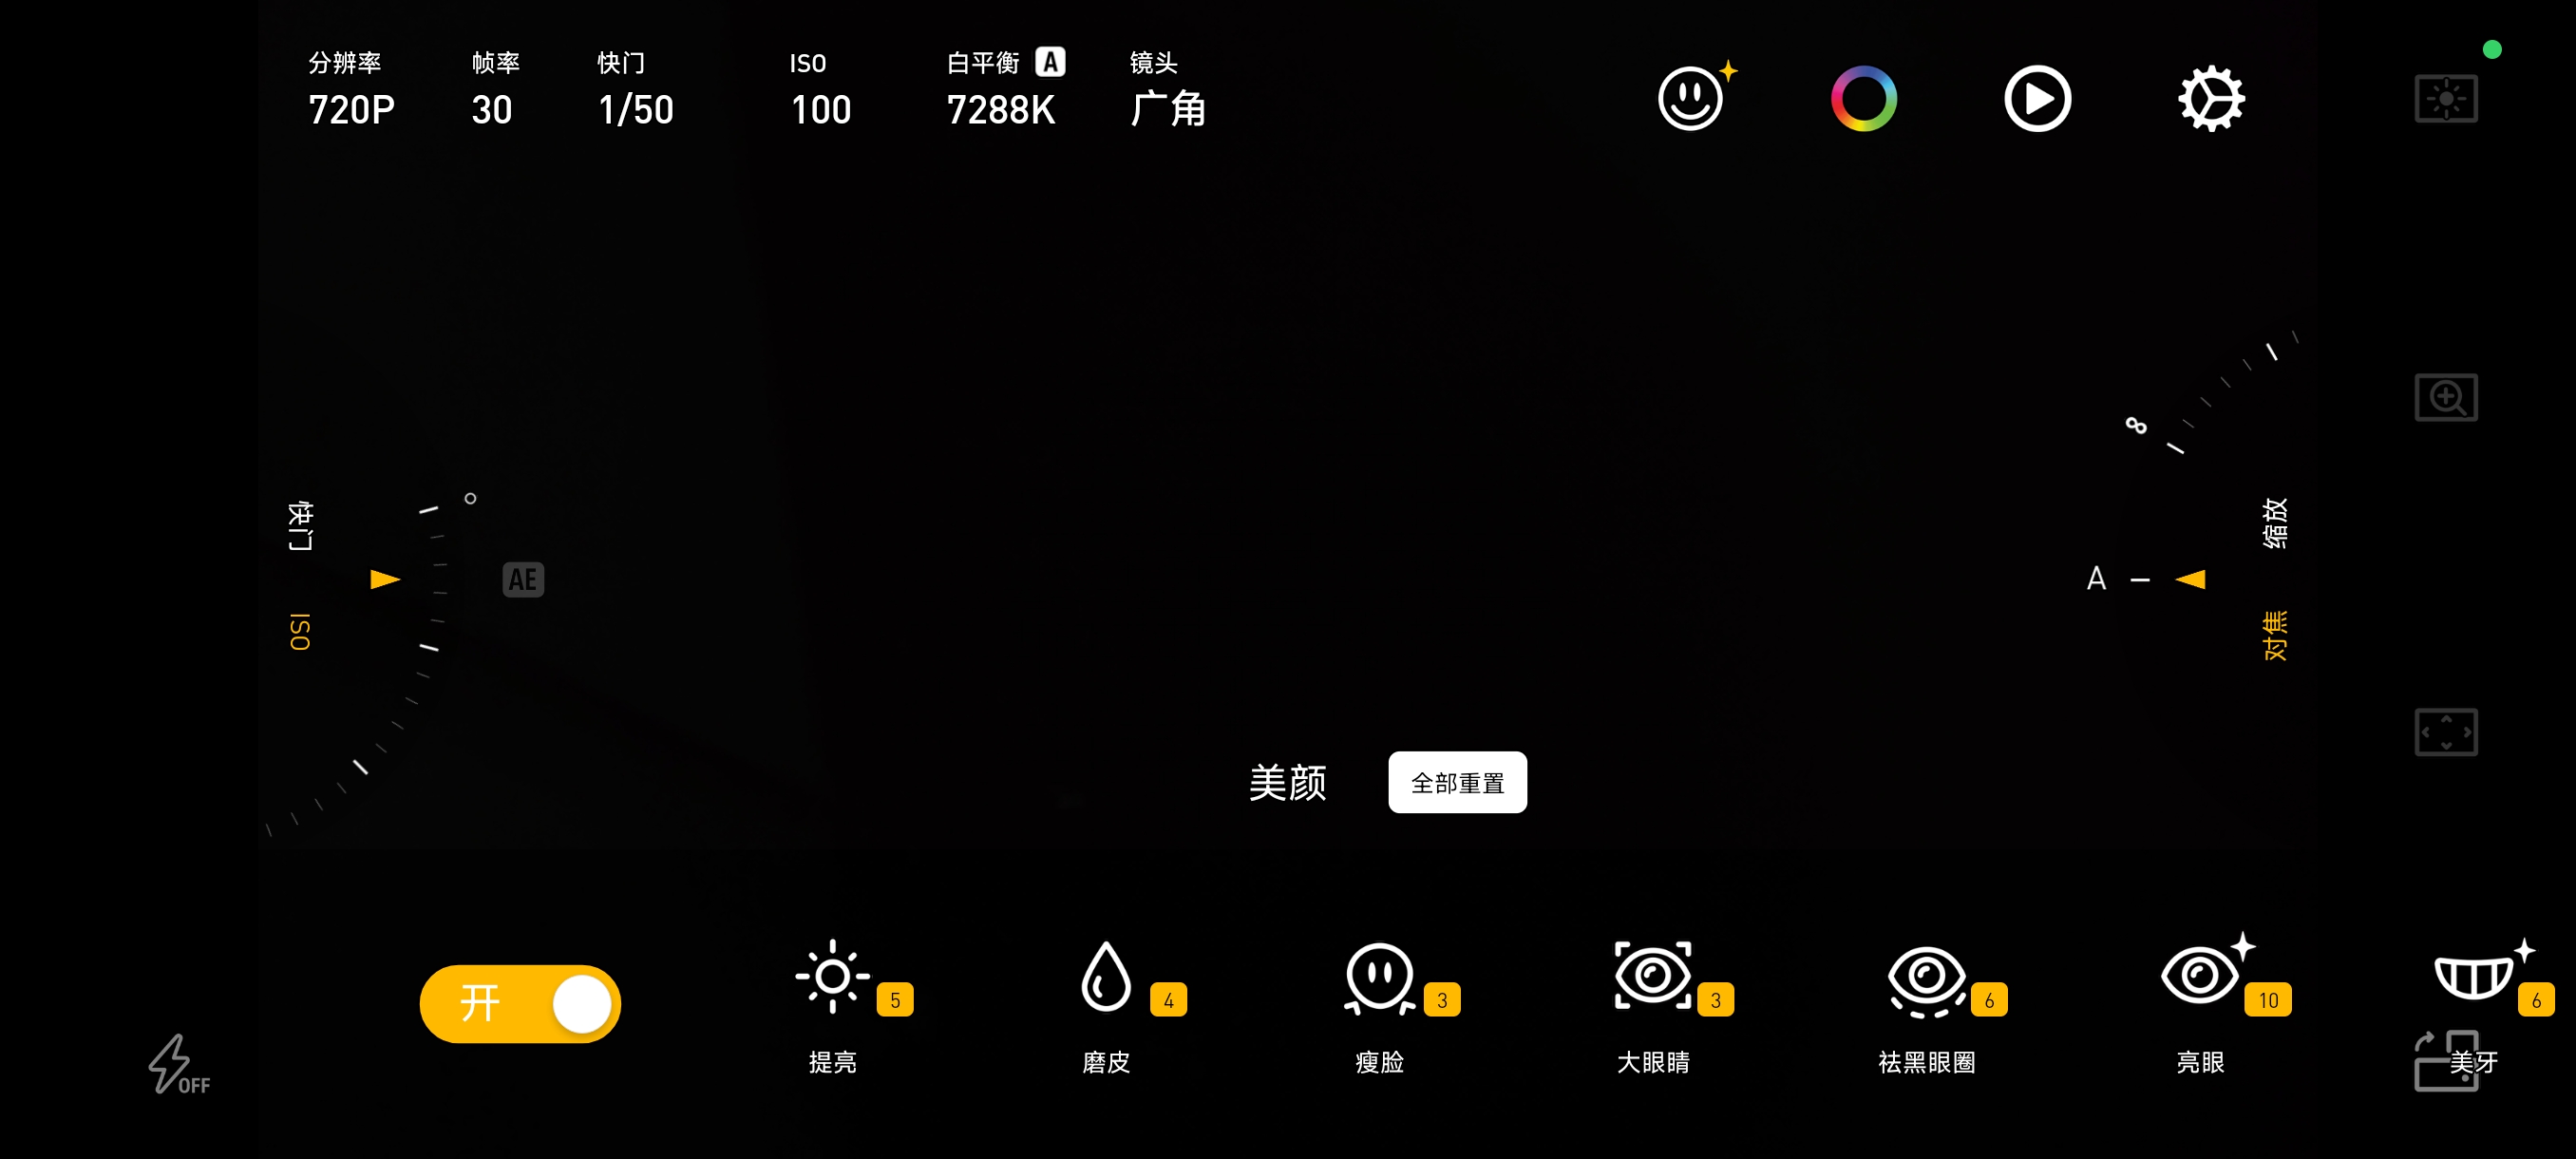 分辨率 帧率 快门 ISO 白平衡 A 镜头
720P 30 1/50 100 7288K 广角
快门
ISO
AE
8
缩放
A
对焦
美颜 全部重置
开
5 4 3 3 6 10 6
提亮 磨皮 瘦脸 大眼睛 祛黑眼圈 亮眼 美牙
OFF